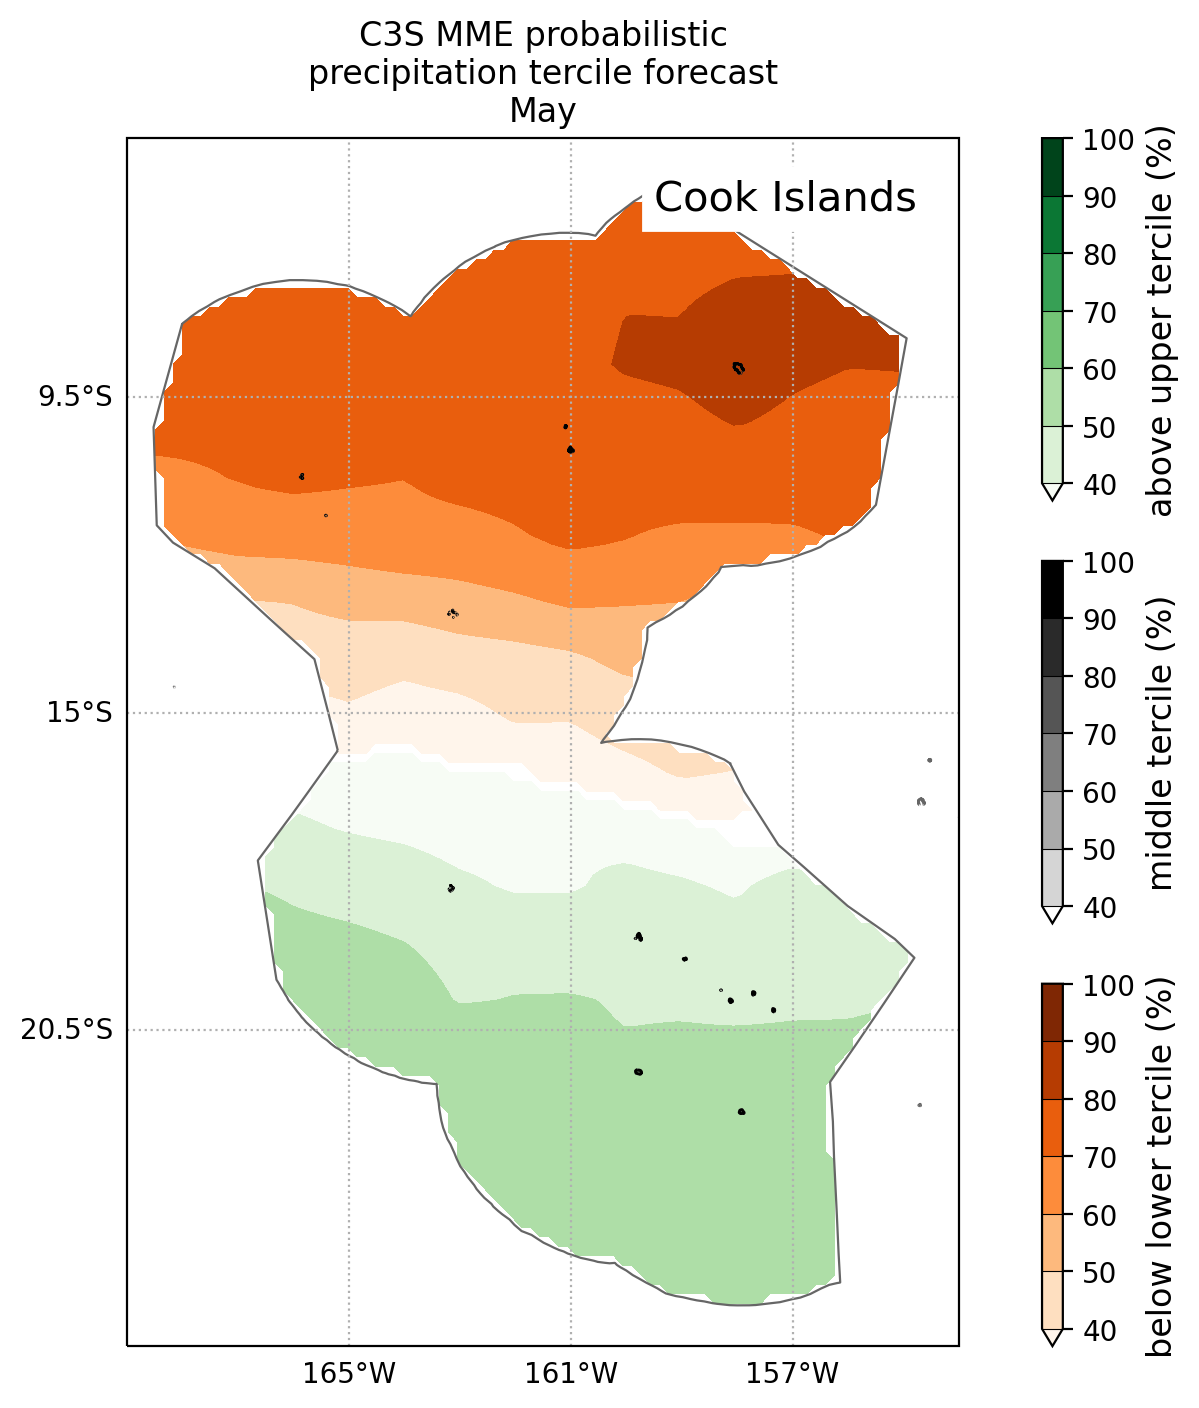 C3S MME probabilistic
precipitation tercile forecast
May
Cook Islands
9.5°S
15°S
20.5°S
165°W
161°W
157°W
100
90
80
70
60
50
40
above upper tercile (%)
100
90
80
70
60
50
40
middle tercile (%)
100
90
80
70
60
50
40
below lower tercile (%)